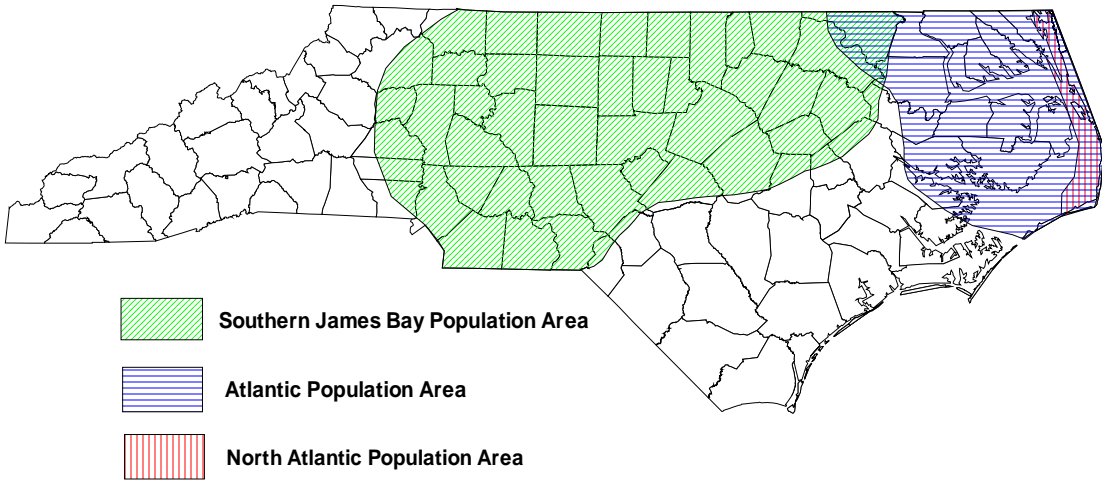 Southern James Bay Population Area
Atlantic Population Area
North Atlantic Population Area